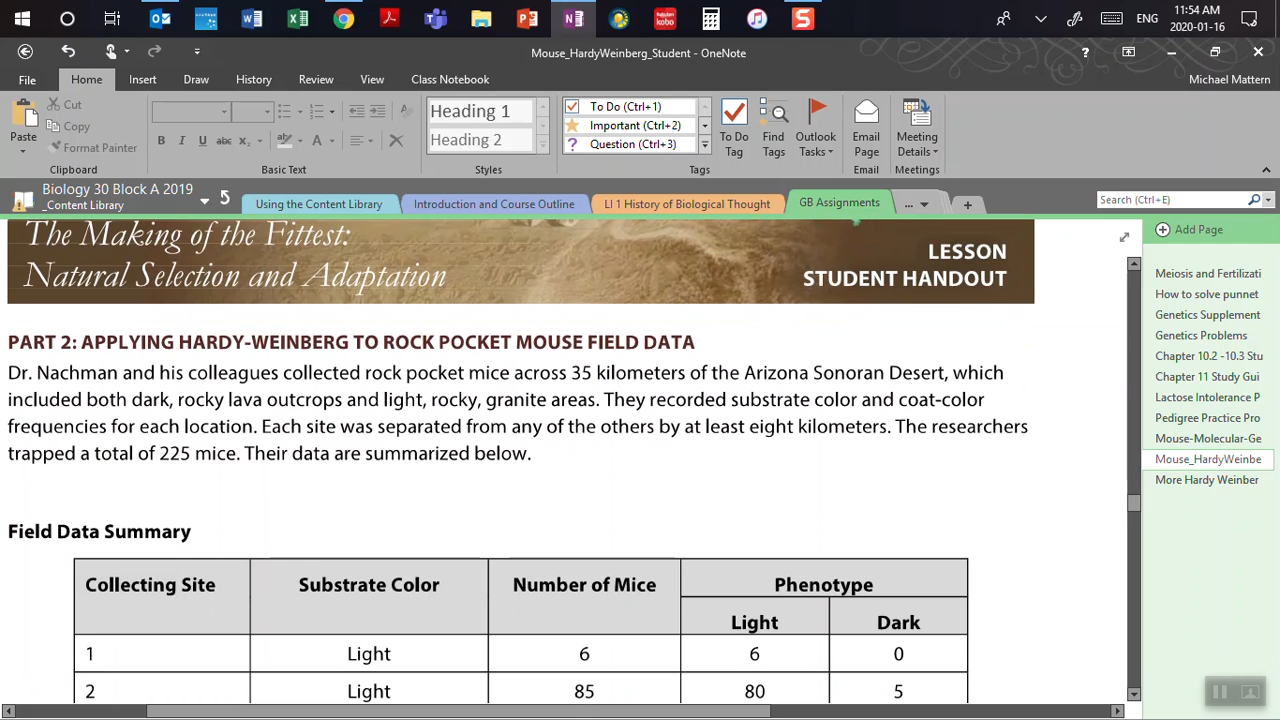 ENG
11:54 AM
2020-01-16
Mouse_HardyWeinberg_Student - OneNote
File
Home
Insert
Draw
History
Review
View
Class Notebook
Michael Mattern
Paste
Cut
Copy
Format Painter
Clipboard
B I U abc
Basic Text
Heading 1
Heading 2
Styles
To Do (Ctrl+1)
Important (Ctrl+2)
Question (Ctrl+3)
To Do
Tag
Find
Tags
Outlook
Tasks
Tags
Email
Page
Email
Meeting
Details
Meetings
Biology 30 Block A 2019
_Content Library
Using the Content Library
Introduction and Course Outline
LI 1 History of Biological Thought
GB Assignments
...
Search (Ctrl+E)
Add Page
Meiosis and Fertilizati
How to solve punnet
Genetics Supplement
Genetics Problems
Chapter 10.2 -10.3 Stu
Chapter 11 Study Gui
Lactose Intolerance P
Pedigree Practice Pro
Mouse-Molecular-Ge
Mouse_HardyWeinbe
More Hardy Weinber
The Making of the Fittest:
Natural Selection and Adaptation
LESSON
STUDENT HANDOUT
PART 2: APPLYING HARDY-WEINBERG TO ROCK POCKET MOUSE FIELD DATA
Dr. Nachman and his colleagues collected rock pocket mice across 35 kilometers of the Arizona Sonoran Desert, which
included both dark, rocky lava outcrops and light, rocky, granite areas. They recorded substrate color and coat-color
frequencies for each location. Each site was separated from any of the others by at least eight kilometers. The researchers
trapped a total of 225 mice. Their data are summarized below.
Field Data Summary
Collecting Site Substrate Color Number of Mice Phenotype
Light Dark
1 Light 6 6 0
2 Light 85 80 5